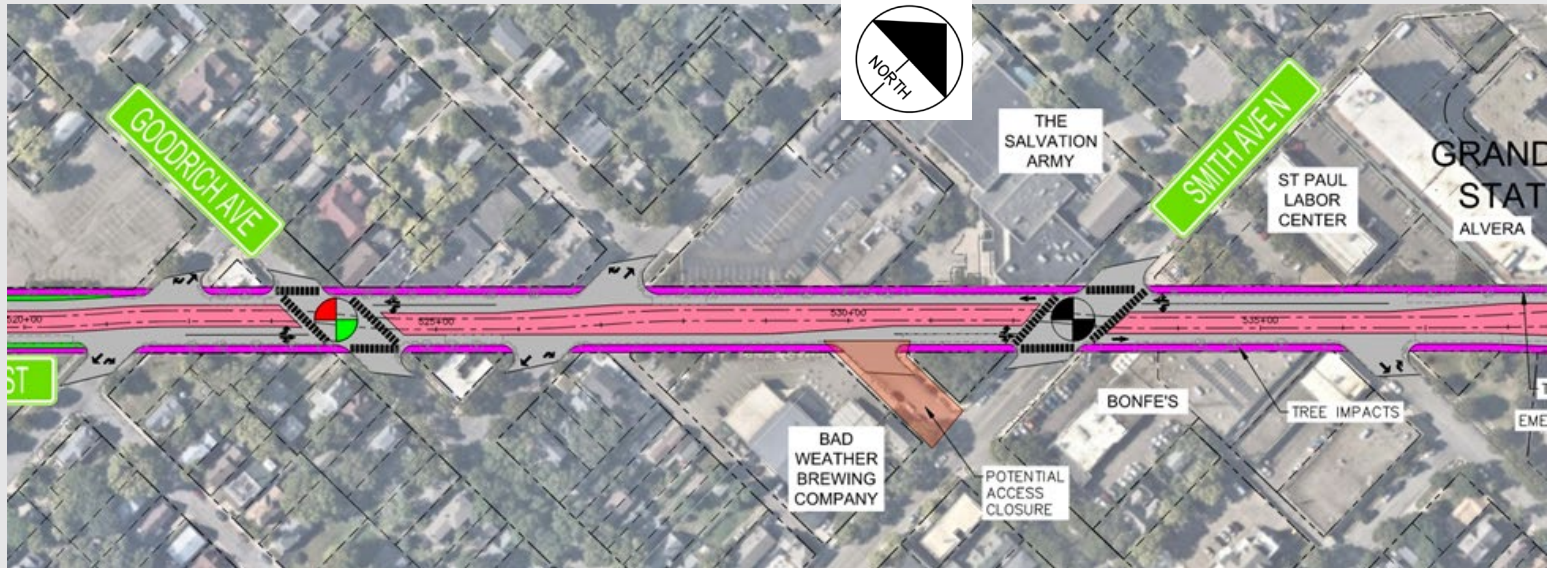 NORTH
GOODRICH AVE
THE
SALVATION
ARMY
SMITH AVE N
ST PAUL
LABOR
CENTER
GRAND
STAT
ALVERA
520+00
525+00
530+00
535+00
ST
BONFE'S
TREE IMPACTS
T
EME
BAD
WEATHER
BREWING
COMPANY
POTENTIAL
ACCESS
CLOSURE